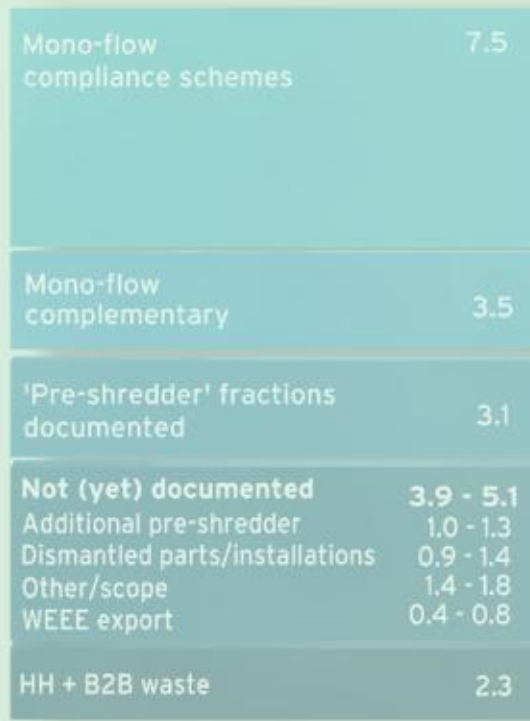 Mono-flow 7.5
compliance schemes
Mono-flow
complementary 3.5
'Pre-shredder' fractions
documented 3.1
Not (yet) documented 3.9 - 5.1
Additional pre-shredder 1.0 - 1.3
Dismantled parts/installations 0.9 - 1.4
Other/scope 1.4 - 1.8
WEEE export 0.4 - 0.8
HH + B2B waste 2.3